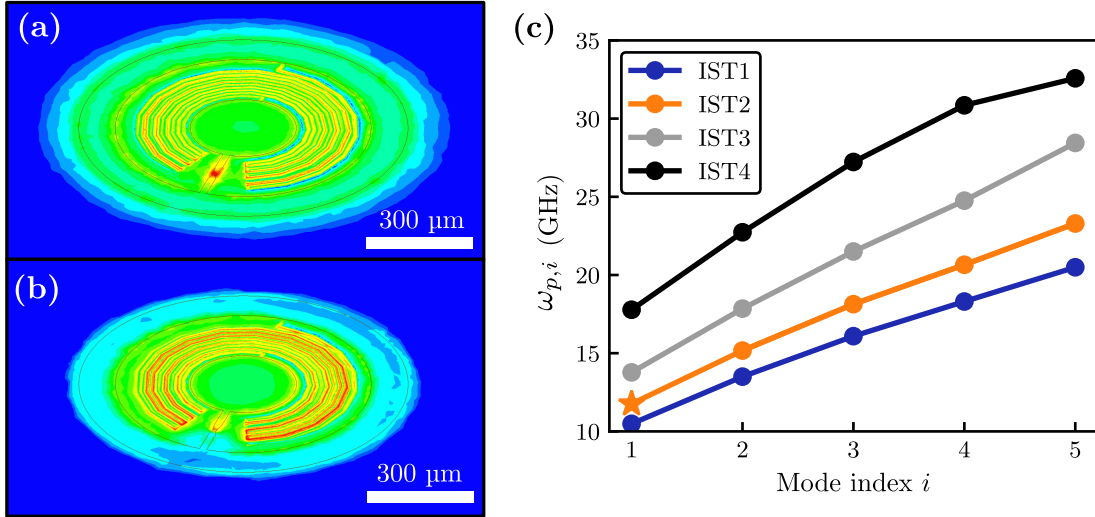 (a)
300 µm
(b)
300 µm
(c)
35
30
25
20
15
10
ω_{p,i} (GHz)
IST1
IST2
IST3
IST4
1 2 3 4 5
Mode index i